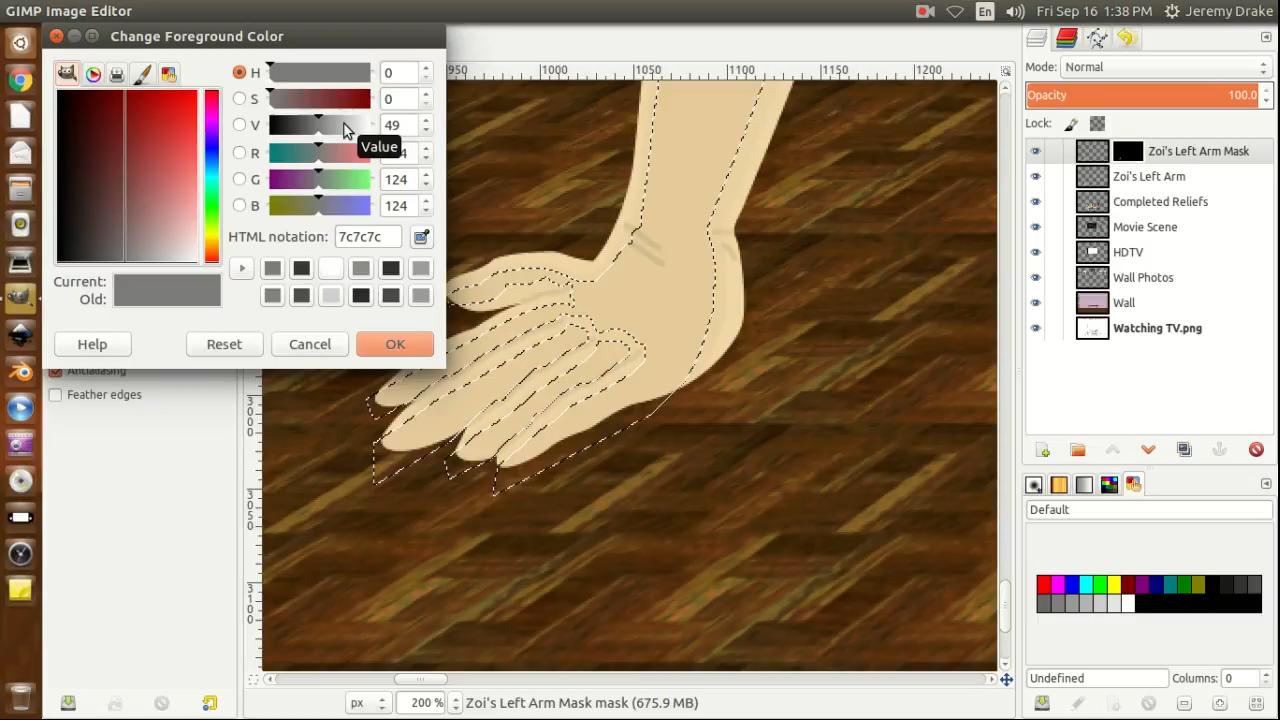 GIMP Image Editor
En
Fri Sep 16 1:38 PM
Jeremy Drake
Change Foreground Color
H 0
S 0
V 49
Value
R
G 124
B 124
HTML notation: 7c7c7c
Current:
Old:
Help
Reset
Cancel
OK
Antialiasing
Feather edges
950
1000
1050
1100
1200
Mode: Normal
Opacity 100.0
Lock:
Zoi's Left Arm Mask
Zoi's Left Arm
Completed Reliefs
Movie Scene
HDTV
Wall Photos
Wall
Watching TV.png
Default
Undefined
Columns: 0
px
200 %
Zoi's Left Arm Mask mask (675.9 MB)